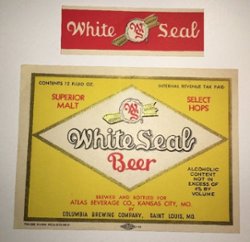 White Seal
CONTENTS 12 FLUID OZ.
INTERNAL REVENUE TAX PAID
SUPERIOR
MALT
SELECT
HOPS
White Seal
Beer
ALCOHOLIC
CONTENT
NOT IN
EXCESS OF
BY
VOLUME
BREWED AND BOTTLED FOR
ATLAS BEVERAGE CO., KANSAS CITY, MO.
BY
COLUMBIA BREWING COMPANY, SAINT LOUIS, MO.